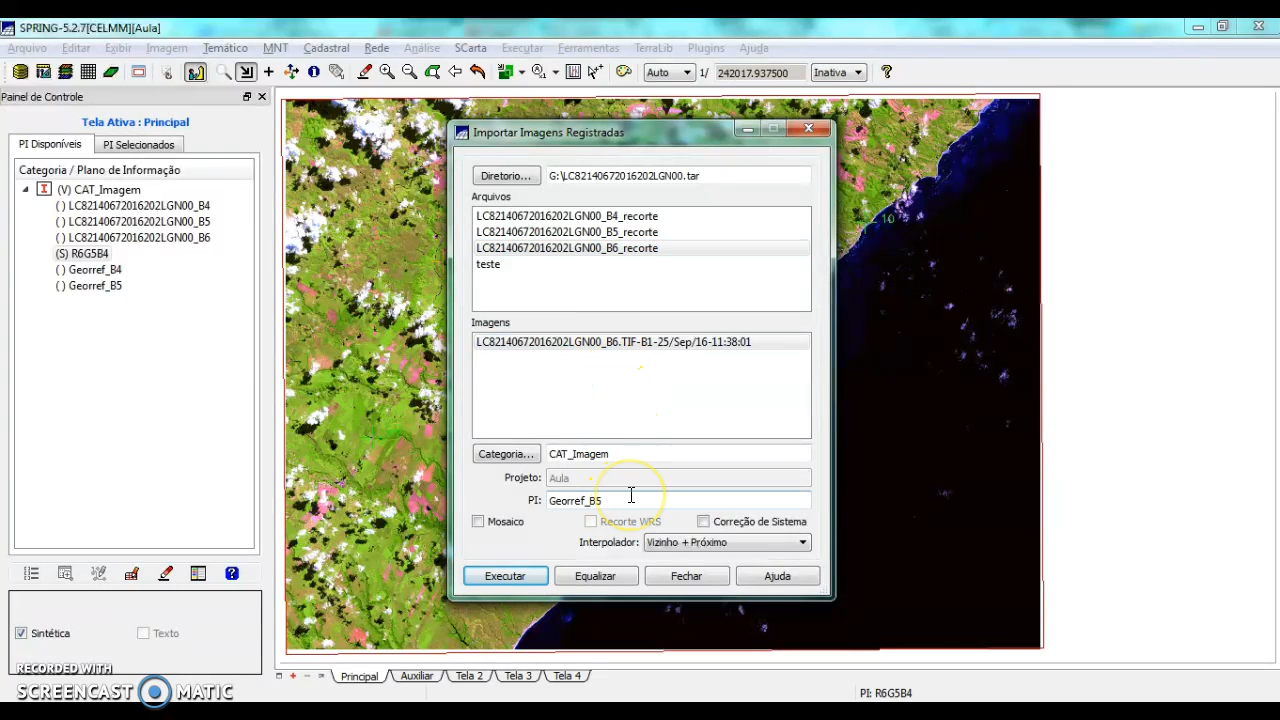 SPRING-5.2.7[CELMM][Aula]
Arquivo Editar Exibir Imagem Temático MNT Cadastral Rede Análise SCarta Executar Ferramentas TerraLib Plugins Ajuda
Auto 1/ 242017.937500 Inativa
Painel de Controle
Tela Ativa : Principal
PI Disponíveis PI Selecionados
Categoria / Plano de Informação
(V) CAT_Imagem
( ) LC82140672016202LGN00_B4
( ) LC82140672016202LGN00_B5
( ) LC82140672016202LGN00_B6
(S) R6G5B4
( ) Georref_B4
( ) Georref_B5
Sintética Texto
RECORDED WITH
SCREENCAST MATIC
Importar Imagens Registradas
Diretorio... G:\LC82140672016202LGN00.tar
Arquivos
LC82140672016202LGN00_B4_recorte
LC82140672016202LGN00_B5_recorte
LC82140672016202LGN00_B6_recorte
teste
Imagens
LC82140672016202LGN00_B6.TIF-B1-25/Sep/16-11:38:01
Categoria... CAT_Imagem
Projeto: Aula
PI: Georref_B5
Mosaico Recorte WRS Correção de Sistema
Interpolador: Vizinho + Próximo
Executar Equalizar Fechar Ajuda
10
Principal Auxiliar Tela 2 Tela 3 Tela 4
PI: R6G5B4